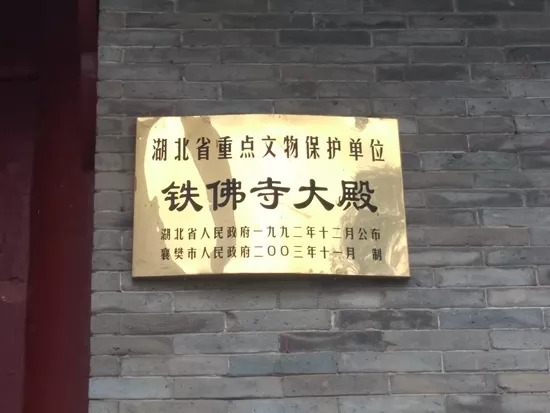 湖北省重点文物保护单位
铁佛寺大殿
湖北省人民政府一九九二年十二月公布
襄樊市人民政府二〇〇三年十一月 制